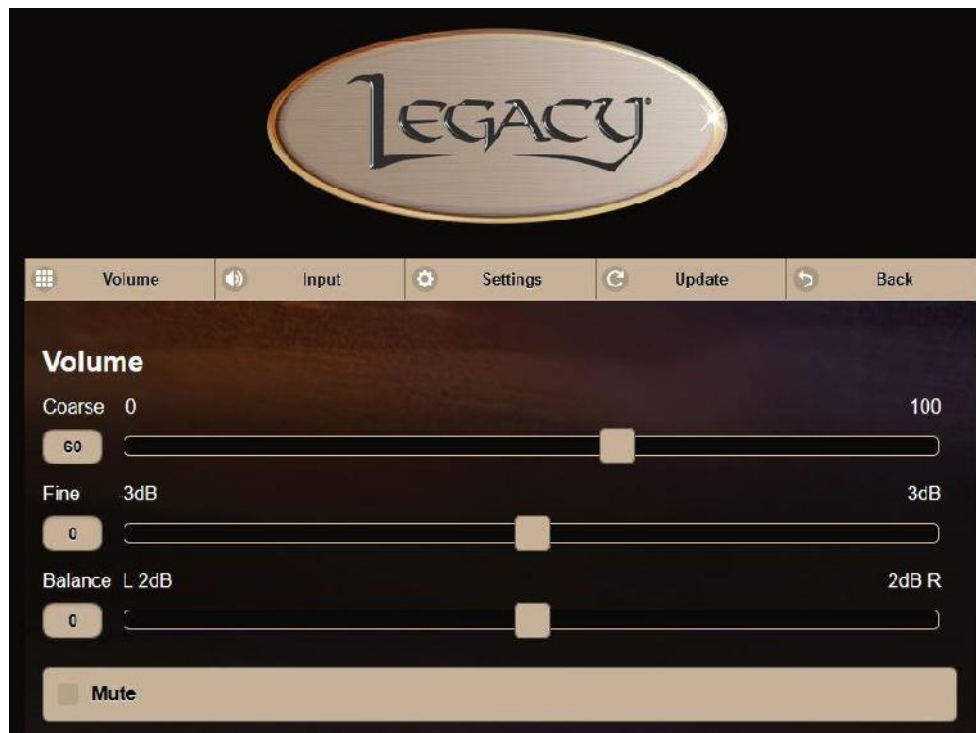 LEGACY
Volume Input Settings Update Back
Volume
Coarse 0 100
60
Fine -3dB 3dB
0
Balance L 2dB 2dB R
0
Mute